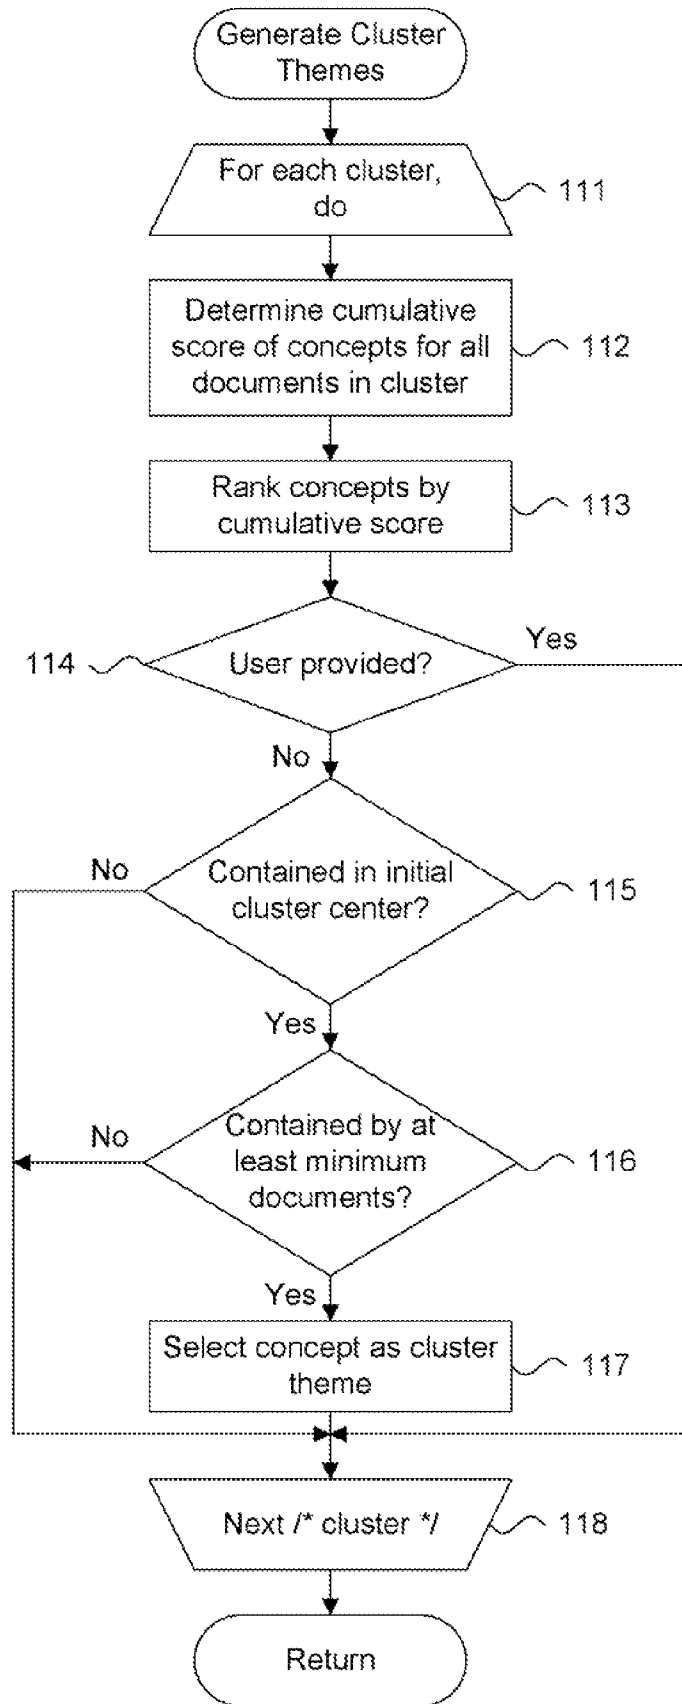 Generate Cluster
Themes
For each cluster,
do
111
Determine cumulative
score of concepts for all
documents in cluster
112
Rank concepts by
cumulative score
113
User provided?
114
Yes
No
Contained in initial
cluster center?
115
No
Yes
Contained by at
least minimum
documents?
116
No
Yes
Select concept as cluster
theme
117
Next /* cluster */
118
Return